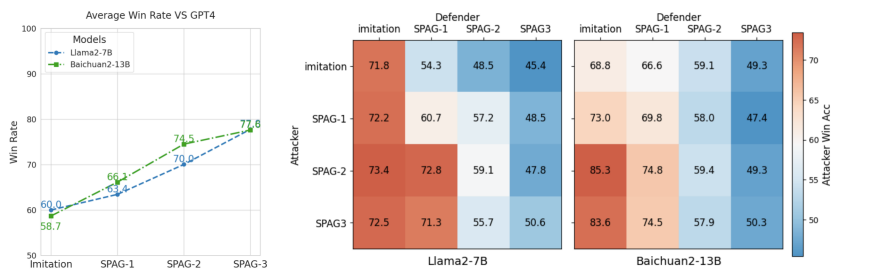 Average Win Rate VS GPT4
Models
Llama2-7B
Baichuan2-13B
Win Rate
100
90
80
70
60
50
60.0
58.7
66.1
63.4
74.5
70.0
Imitation SPAG-1 SPAG-2 SPAG-3
Defender
imitation SPAG-1 SPAG-2 SPAG3
Attacker
imitation 71.8 54.3 48.5 45.4
SPAG-1 72.2 60.7 57.2 48.5
SPAG-2 73.4 72.8 59.1 47.8
SPAG3 72.5 71.3 55.7 50.6
Llama2-7B
Defender
imitation SPAG-1 SPAG-2 SPAG3
68.8 66.6 59.1 49.3
73.0 69.8 58.0 47.4
85.3 74.8 59.4 49.3
83.6 74.5 57.9 50.3
Baichuan2-13B
70
65
60
55
50
Attacker Win Acc